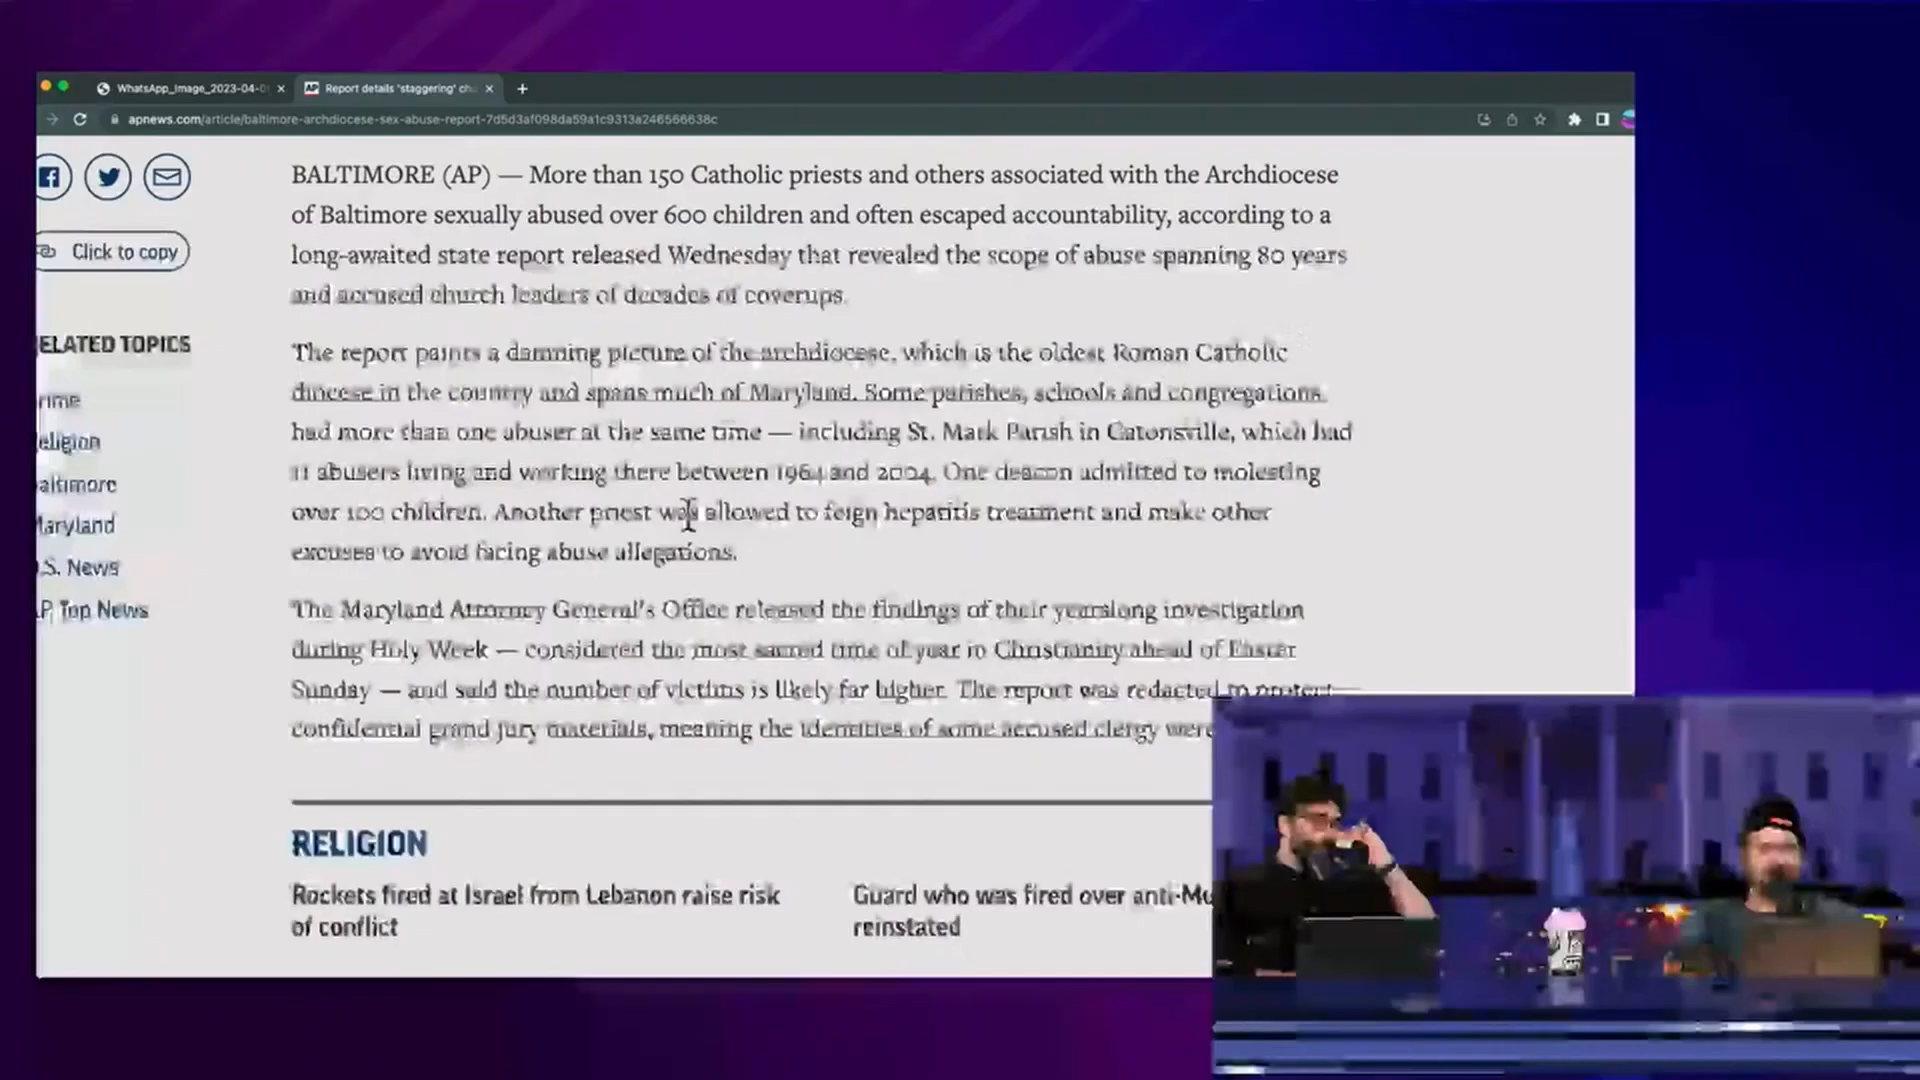 WhatsApp_Image_2023-04-0
AP Report details 'staggering' ch
apnews.com/article/baltimore-archdiocese-sex-abuse-report-7d5d3af098da59a1c9313a246566638c
Click to copy
ELATED TOPICS
rime
eligion
altimore
Maryland
.S. News
P Top News
BALTIMORE (AP) — More than 150 Catholic priests and others associated with the Archdiocese
of Baltimore sexually abused over 600 children and often escaped accountability, according to a
long-awaited state report released Wednesday that revealed the scope of abuse spanning 80 years
and accused church leaders of decades of coverups.
The report paints a damning picture of the archdiocese, which is the oldest Roman Catholic
diocese in the country and spans much of Maryland. Some parishes, schools and congregations
had more than one abuser at the same time — including St. Mark Parish in Catonsville, which had
11 abusers living and working there between 1964 and 2004. One deacon admitted to molesting
over 100 children. Another priest was allowed to feign hepatitis treatment and make other
excuses to avoid facing abuse allegations.
The Maryland Attorney General's Office released the findings of their yearslong investigation
during Holy Week — considered the most sacred time of year in Christianity ahead of Easter
Sunday — and said the number of victims is likely far higher. The report was redacted to protect
confidential grand jury materials, meaning the identities of some accused clergy were
RELIGION
Rockets fired at Israel from Lebanon raise risk
of conflict
Guard who was fired over anti-Mu
reinstated